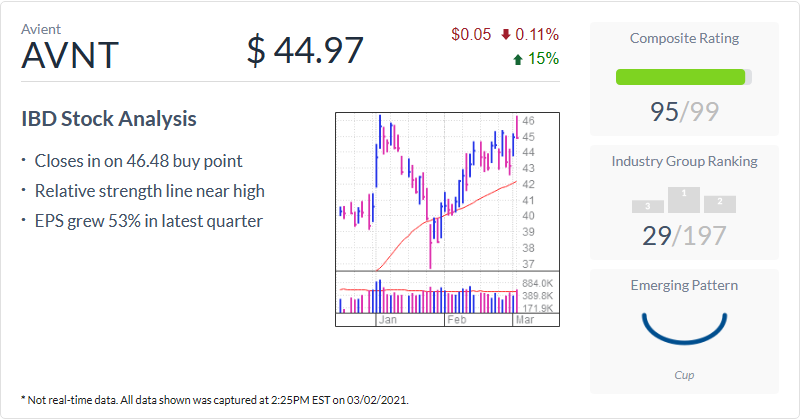 Avient
AVNT
$ 44.97
$0.05 0.11%
15%
IBD Stock Analysis
• Closes in on 46.48 buy point
• Relative strength line near high
• EPS grew 53% in latest quarter
46
45
44
43
42
41
40
39
38
37
884.0K
389.8K
171.9K
Jan Feb Mar
Composite Rating
95/99
Industry Group Ranking
3 1 2
29/197
Emerging Pattern
Cup
* Not real-time data. All data shown was captured at 2:25PM EST on 03/02/2021.